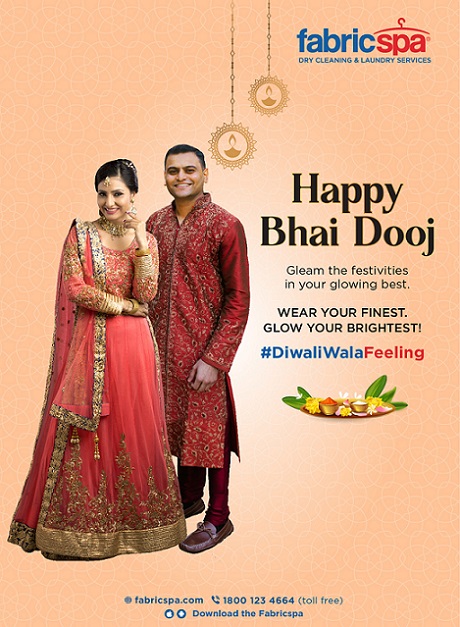 fabricspa®
DRY CLEANING & LAUNDRY SERVICES
Happy
Bhai Dooj
Gleam the festivities
in your glowing best.
WEAR YOUR FINEST.
GLOW YOUR BRIGHTEST!
#DiwaliWalaFeeling
fabricspa.com 1800 123 4664 (toll free)
Download the Fabricspa